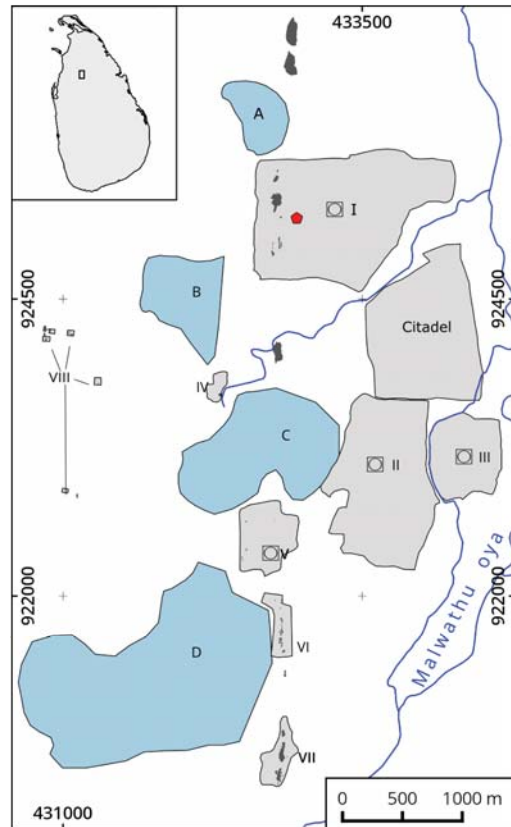 433500
A
I
924500
924500
B
Citadel
VIII
IV
C
II
III
V
922000
922000
Malwathu oya
D
VI
VII
431000
0 500 1000 m